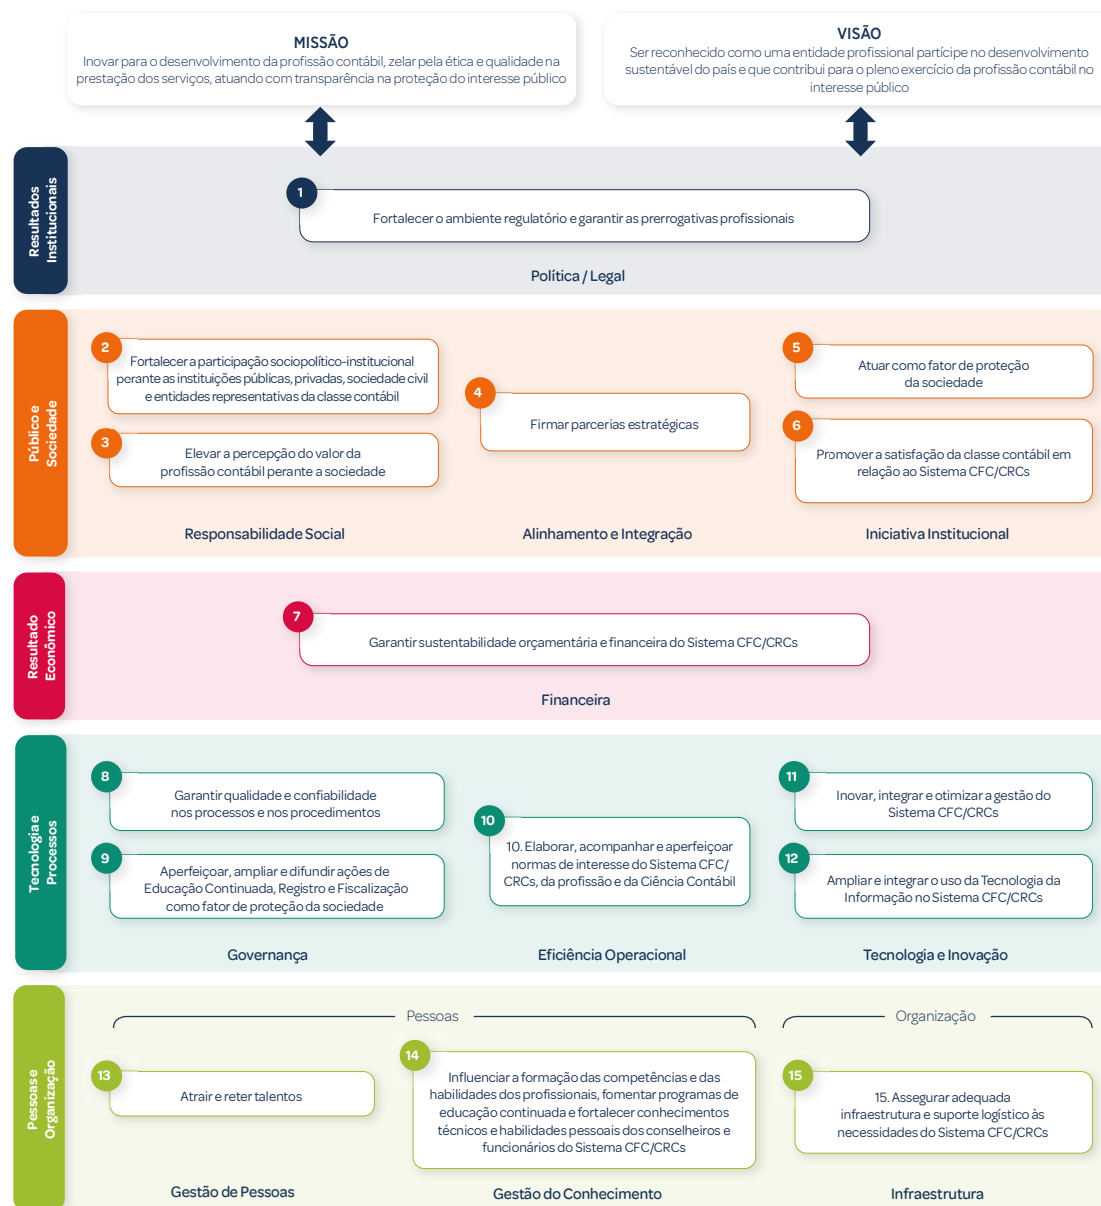 MISSÃO
Inovar para o desenvolvimento da profissão contábil, zelar pela ética e qualidade na
prestação dos serviços, atuando com transparência na proteção do interesse público
VISÃO
Ser reconhecido como uma entidade profissional partícipe no desenvolvimento
sustentável do país e que contribui para o pleno exercício da profissão contábil no
interesse público
Resultados
Institucionais
1
Fortalecer o ambiente regulatório e garantir as prerrogativas profissionais
Política / Legal
Público e
Sociedade
2
Fortalecer a participação sociopolítico-institucional
perante as instituições públicas, privadas, sociedade civil
e entidades representativas da classe contábil
3
Elevar a percepção do valor da
profissão contábil perante a sociedade
Responsabilidade Social
4
Firmar parcerias estratégicas
Alinhamento e Integração
5
Atuar como fator de proteção
da sociedade
6
Promover a satisfação da classe contábil em
relação ao Sistema CFC/CRCs
Iniciativa Institucional
Resultado
Econômico
7
Garantir sustentabilidade orçamentária e financeira do Sistema CFC/CRCs
Financeira
Tecnologia e
Processos
8
Garantir qualidade e confiabilidade
nos processos e nos procedimentos
9
Aperfeiçoar, ampliar e difundir ações de
Educação Continuada, Registro e Fiscalização
como fator de proteção da sociedade
Governança
10
10. Elaborar, acompanhar e aperfeiçoar
normas de interesse do Sistema CFC/
CRCs, da profissão e da Ciência Contábil
Eficiência Operacional
11
Inovar, integrar e otimizar a gestão do
Sistema CFC/CRCs
12
Ampliar e integrar o uso da Tecnologia da
Informação no Sistema CFC/CRCs
Tecnologia e Inovação
Pessoas e
Organização
Pessoas
13
Atrair e reter talentos
Gestão de Pessoas
14
Influenciar a formação das competências e das
habilidades dos profissionais, fomentar programas de
educação continuada e fortalecer conhecimentos
técnicos e habilidades pessoais dos conselheiros e
funcionários do Sistema CFC/CRCs
Gestão do Conhecimento
Organização
15
15. Assegurar adequada
infraestrutura e suporte logístico às
necessidades do Sistema CFC/CRCs
Infraestrutura